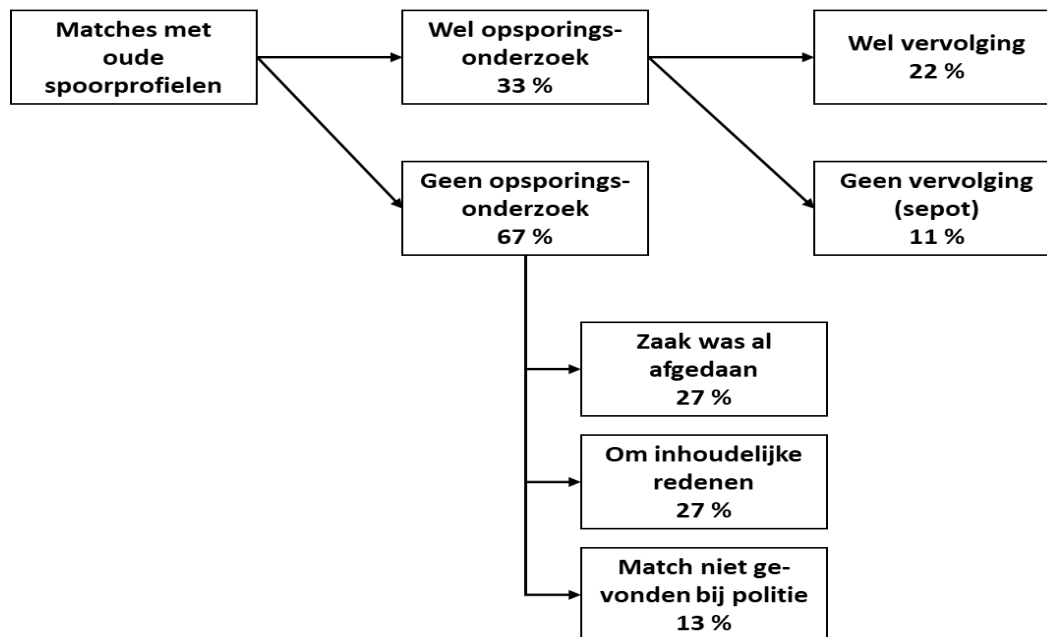 Matches met
oude
spoorprofielen
Wel opsporings-
onderzoek
33 %
Wel vervolging
22 %
Geen opsporings-
onderzoek
67 %
Geen vervolging
(sepot)
11 %
Zaak was al
afgedaan
27 %
Om inhoudelijke
redenen
27 %
Match niet ge-
vonden bij politie
13 %